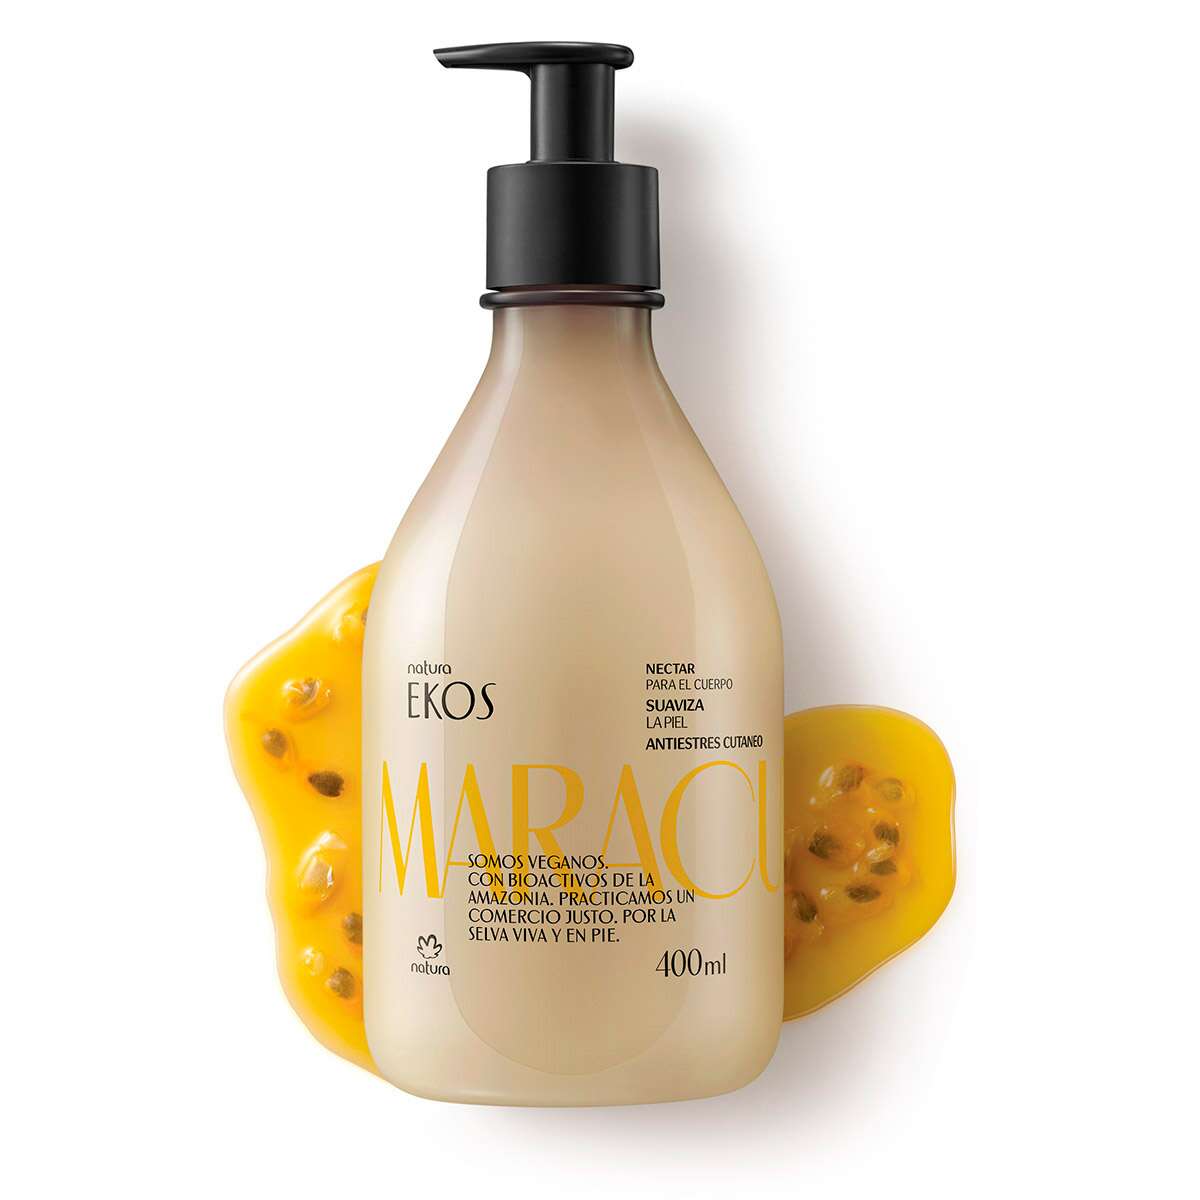 natura
EKOS
NECTAR
PARA EL CUERPO
SUAVIZA
LA PIEL
ANTIESTRES CUTANEO
MARACU
SOMOS VEGANOS.
CON BIOACTIVOS DE LA
AMAZONIA. PRACTICAMOS UN
COMERCIO JUSTO. POR LA
SELVA VIVA Y EN PIE.
natura
400ml